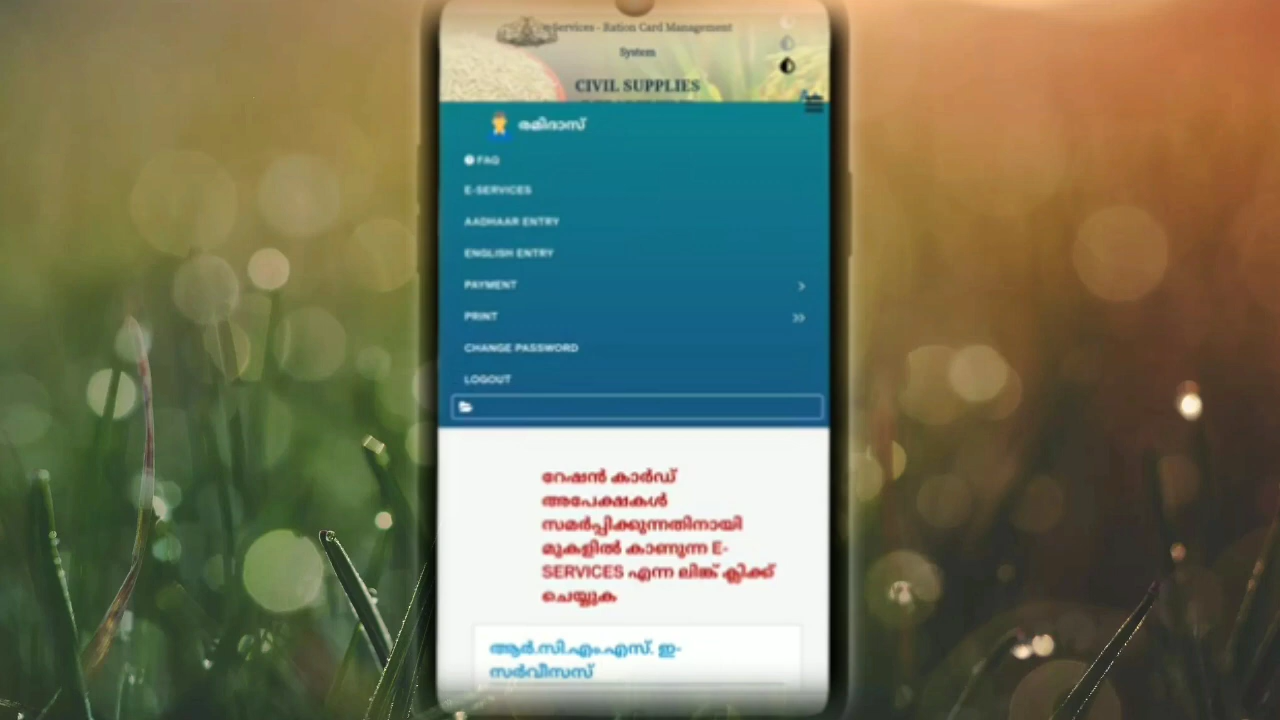 Services - Ration Card Management
System
CIVIL SUPPLIES
രമിദാസ്
FAQ
E-SERVICES
AADHAAR ENTRY
ENGLISH ENTRY
PAYMENT
PRINT
CHANGE PASSWORD
LOGOUT
റേഷൻ കാർഡ്
അപേക്ഷകൾ
സമർപ്പിക്കുന്നതിനായി
മുകളിൽ കാണുന്ന E-
SERVICES എന്ന ലിങ്ക് ക്ലിക്ക്
ചെയ്യുക
ആർ.സി.എം.എസ്. ഇ-
സർവീസസ്